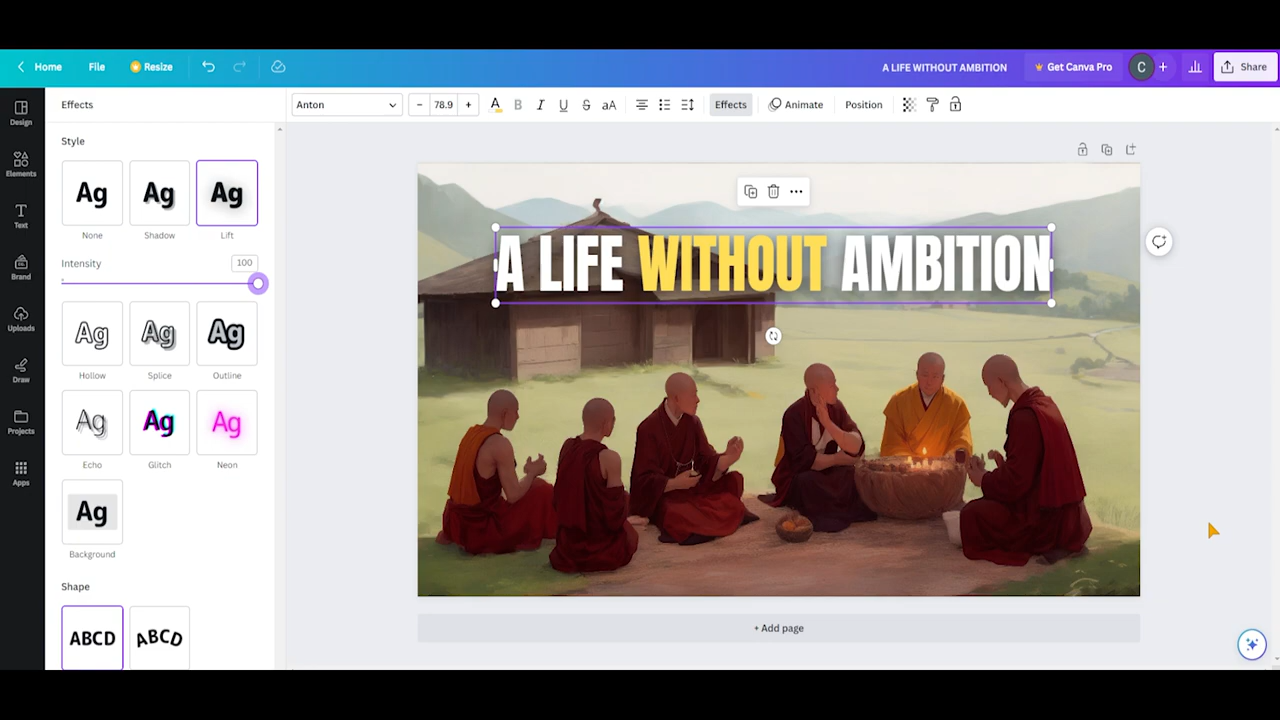 Home File Resize A LIFE WITHOUT AMBITION Get Canva Pro C + Share
Effects Anton − 78.9 + A B I U S aA Effects Animate Position
Design
Elements
Text
Brand
Uploads
Draw
Projects
Apps
Style
Ag Ag Ag
None Shadow Lift
Intensity 100
Ag Ag Ag
Hollow Splice Outline
Ag Ag Ag
Echo Glitch Neon
Ag
Background
Shape
ABCD ABCD
A LIFE WITHOUT AMBITION
+ Add page